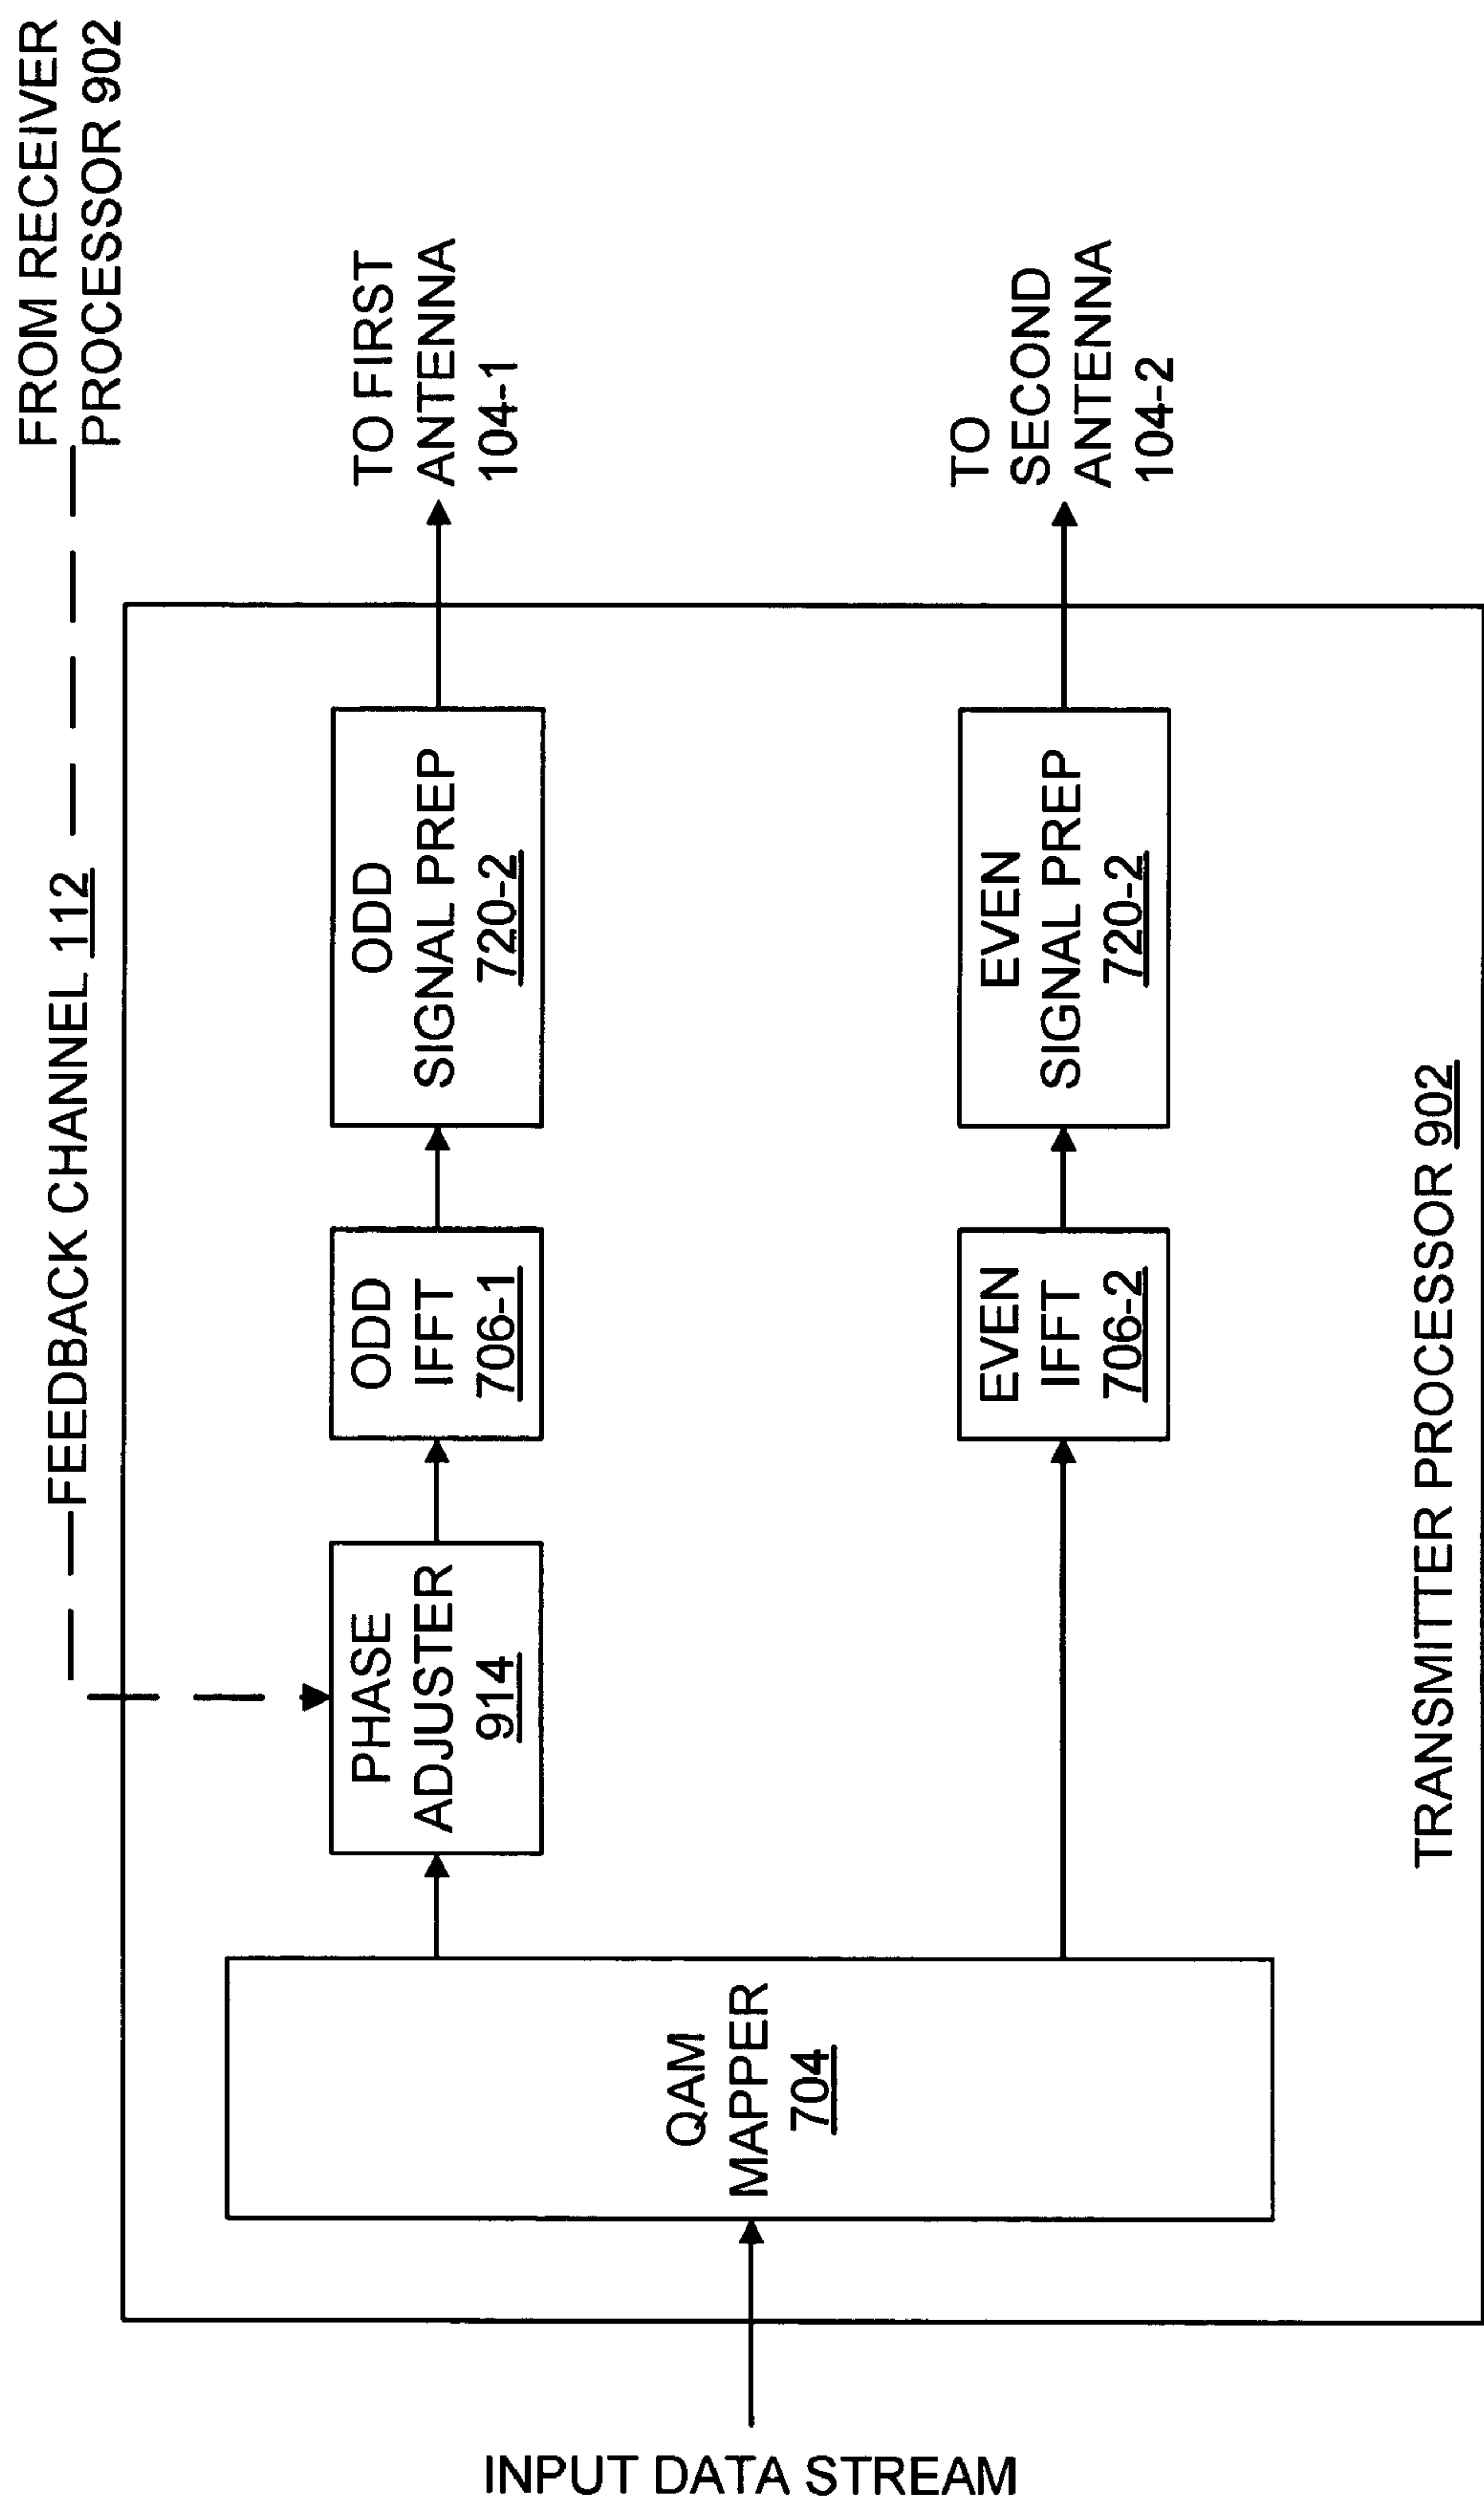 FROM RECEIVER
PROCESSOR 902
FEEDBACK CHANNEL 112
INPUT DATA STREAM
QAM
MAPPER
704
PHASE
ADJUSTER
914
ODD
IFFT
706-1
ODD
SIGNAL PREP
720-2
TO FIRST
ANTENNA
104-1
EVEN
IFFT
706-2
EVEN
SIGNAL PREP
720-2
TO
SECOND
ANTENNA
104-2
TRANSMITTER PROCESSOR 902